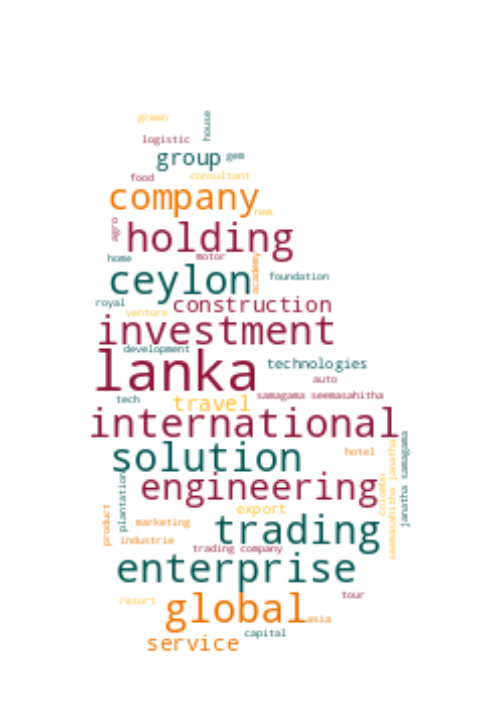 green
house
logistic
group
gem
food
consultant
company
new
agro
holding
home
motor
academy
ceylon
foundation
royal
construction
venture
investment
development
lanka
technologies
auto
samagama seemasahitha
tech
travel
international
janatha samagama
seemasahitha janatha
solution
hotel
plantation
engineering
colombo
product
export
marketing
trading
industrie
trading company
enterprise
resort
tour
global
asia
capital
service